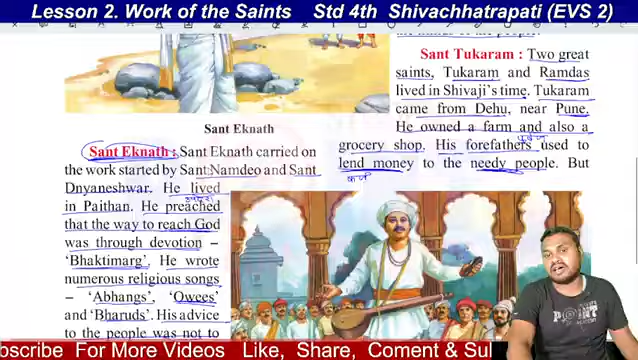 Lesson 2. Work of the Saints Std 4th Shivachhatrapati (EVS 2)
Sant Eknath
Sant Eknath : Sant Eknath carried on
the work started by Sant Namdeo and Sant
Dnyaneshwar. He lived
in Paithan. He preached
उपदेश
that the way to reach God
was through devotion –
'Bhaktimarg'. He wrote
numerous religious songs
– 'Abhangs', 'Owees'
and 'Bharuds'. His advice
to the people was not to
Sant Tukaram : Two great
saints, Tukaram and Ramdas
lived in Shivaji's time. Tukaram
came from Dehu, near Pune.
He owned a farm and also a
पूर्वज
grocery shop. His forefathers used to
lend money to the needy people. But
कर्ज
POINT
bscribe For More Videos Like, Share, Coment & Sul